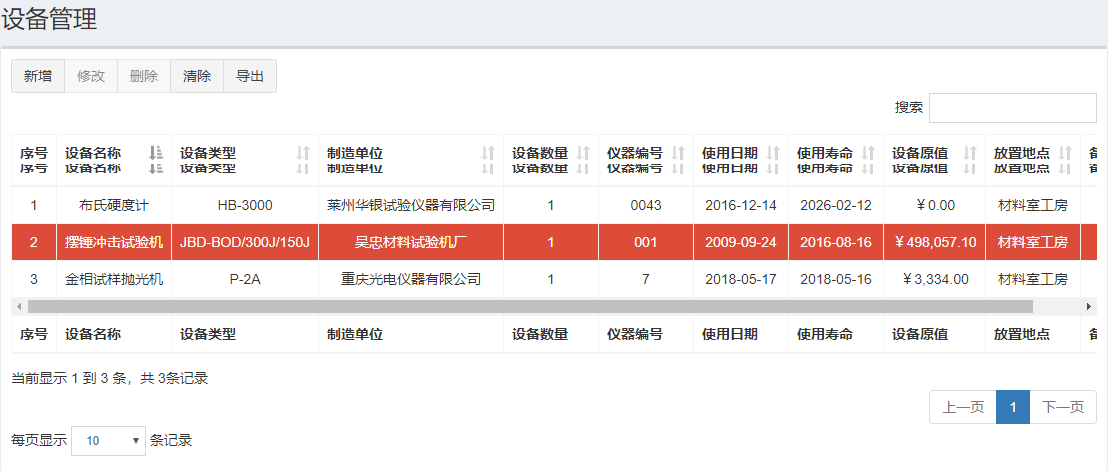 设备管理
新增 修改 删除 清除 导出
搜索
序号 设备名称 设备类型 制造单位 设备数量 仪器编号 使用日期 使用寿命 设备原值 放置地点
序号 设备名称 设备类型 制造单位 设备数量 仪器编号 使用日期 使用寿命 设备原值 放置地点
1 布氏硬度计 HB-3000 莱州华银试验仪器有限公司 1 0043 2016-12-14 2026-02-12 ¥0.00 材料室工房
2 摆锤冲击试验机 JBD-BOD/300J/150J 吴忠材料试验机厂 1 001 2009-09-24 2016-08-16 ¥498,057.10 材料室工房
3 金相试样抛光机 P-2A 重庆光电仪器有限公司 1 7 2018-05-17 2018-05-16 ¥3,334.00 材料室工房
序号 设备名称 设备类型 制造单位 设备数量 仪器编号 使用日期 使用寿命 设备原值 放置地点
当前显示 1 到 3 条，共 3条记录
上一页 1 下一页
每页显示 10 条记录